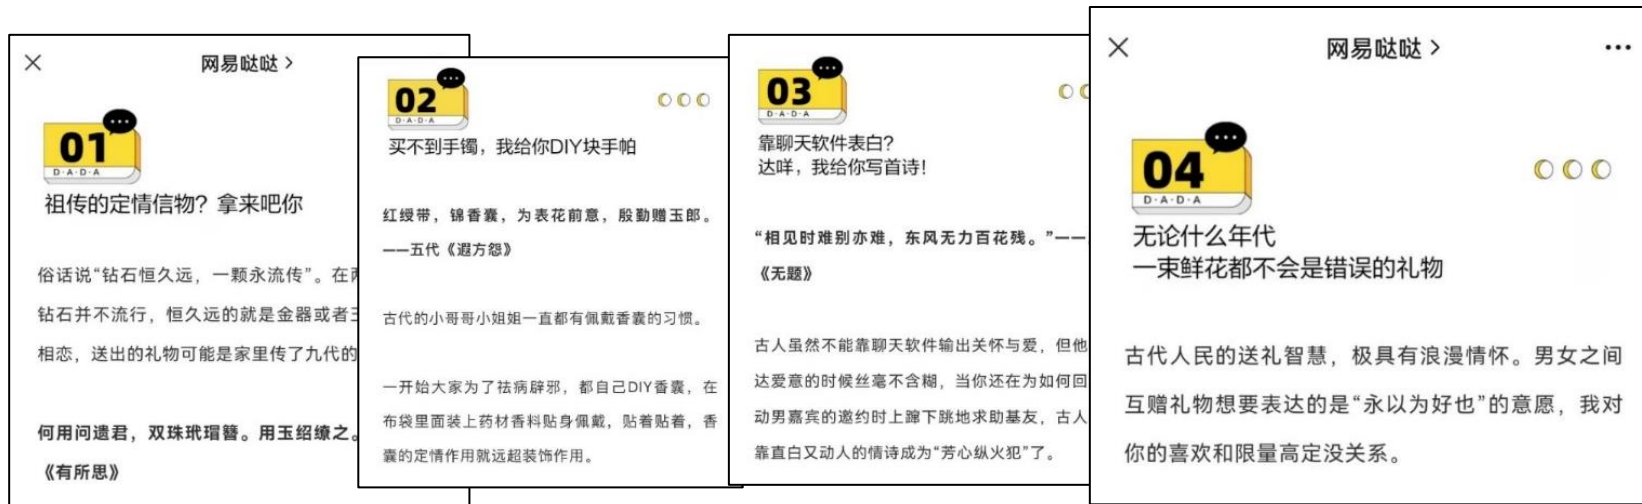 网易哒哒 >
01
D·A·D·A
祖传的定情信物？拿来吧你
俗话说“钻石恒久远，一颗永流传”。在
钻石并不流行，恒久远的就是金器或者
相恋，送出的礼物可能是家里传了九代的
何用问遗君，双珠玳瑁簪。用玉绍缭之。
《有所思》
02
D·A·D·A
买不到手镯，我给你DIY块手帕
红绶带，锦香囊，为表花前意，殷勤赠玉郎。
——五代《遐方怨》
古代的小哥哥小姐姐一直都有佩戴香囊的习惯。
一开始大家为了祛病辟邪，都自己DIY香囊，在
布袋里面装上药材香料贴身佩戴，贴着贴着，香
囊的定情作用就远超装饰作用。
03
D·A·D·A
靠聊天软件表白？
达咩，我给你写首诗！
“相见时难别亦难，东风无力百花残。”——
《无题》
古人虽然不能靠聊天软件输出关怀与爱，但他
达爱意的时候丝毫不含糊，当你还在为如何回
动男嘉宾的邀约时上蹿下跳地求助基友，古人
靠直白又动人的情诗成为“芳心纵火犯”了。
网易哒哒 >
04
D·A·D·A
无论什么年代
一束鲜花都不会是错误的礼物
古代人民的送礼智慧，极具有浪漫情怀。男女之间
互赠礼物想要表达的是“永以为好也”的意愿，我对
你的喜欢和限量高定没关系。